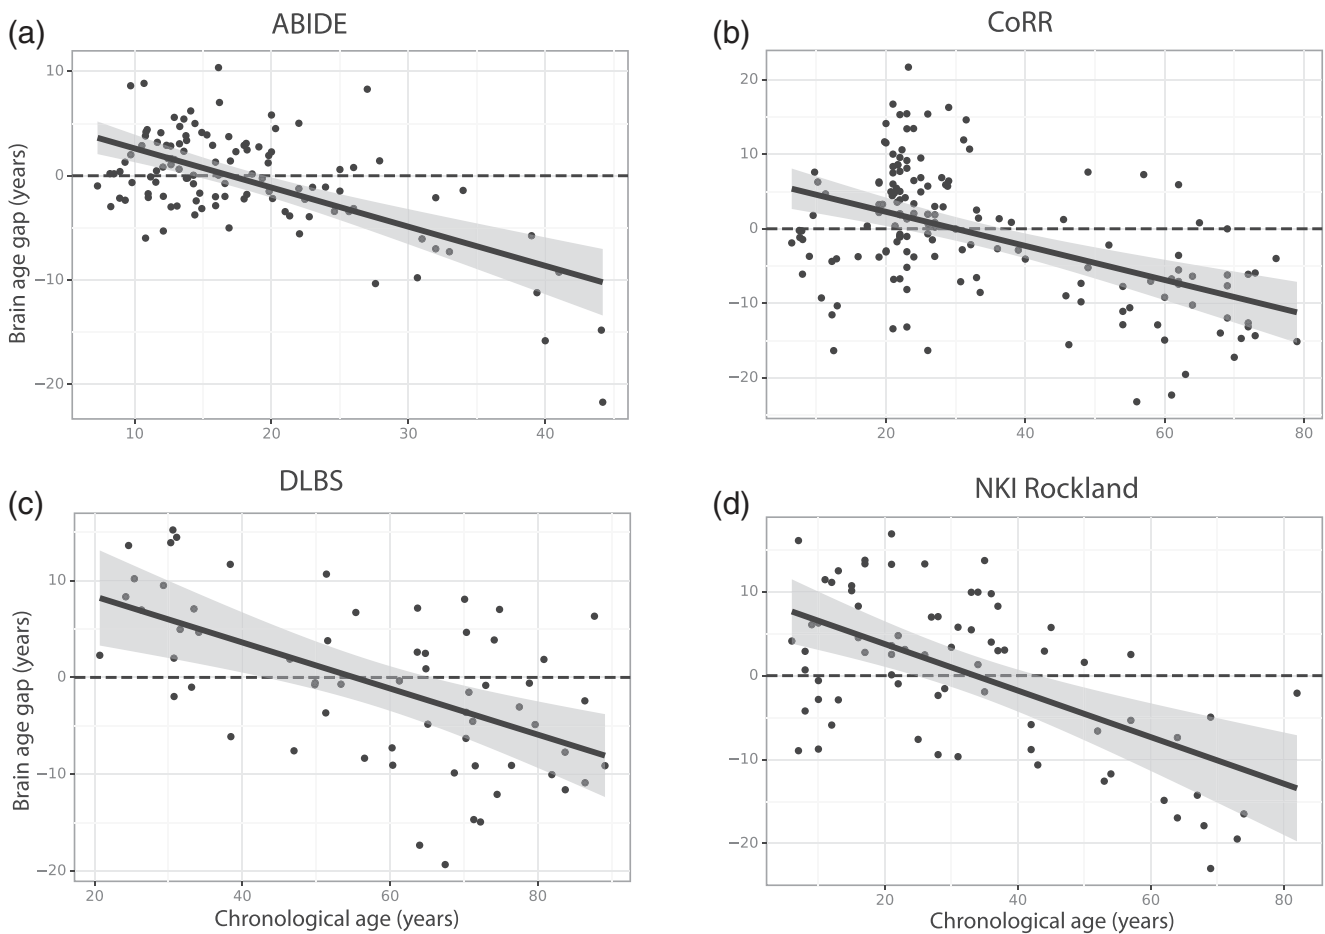 (a)
ABIDE
10
0
−10
−20
Brain age gap (years)
10 20 30 40
(b)
CoRR
20
10
0
−10
−20
20 40 60 80
(c)
DLBS
10
0
−10
−20
Brain age gap (years)
20 40 60 80
Chronological age (years)
(d)
NKI Rockland
10
0
−10
−20
20 40 60 80
Chronological age (years)